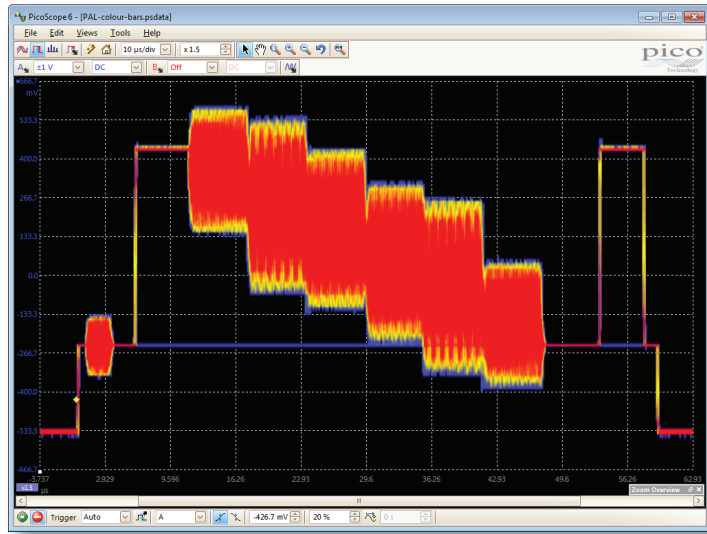 PicoScope 6 - [PAL-colour-bars.psdata]
File Edit Views Tools Help
10 µs/div x 1.5
pico
Technology
A ±1 V DC B Off DC
666.7
mV
533.3
400.0
266.7
133.3
0.0
-133.3
-266.7
-400.0
-533.3
-666.7
-3.737 2.929 9.596 16.26 22.93 29.6 36.26 42.93 49.6 56.26 62.93
x1.5 µs
Zoom Overview
Trigger Auto A -426.7 mV 20 % 0 s